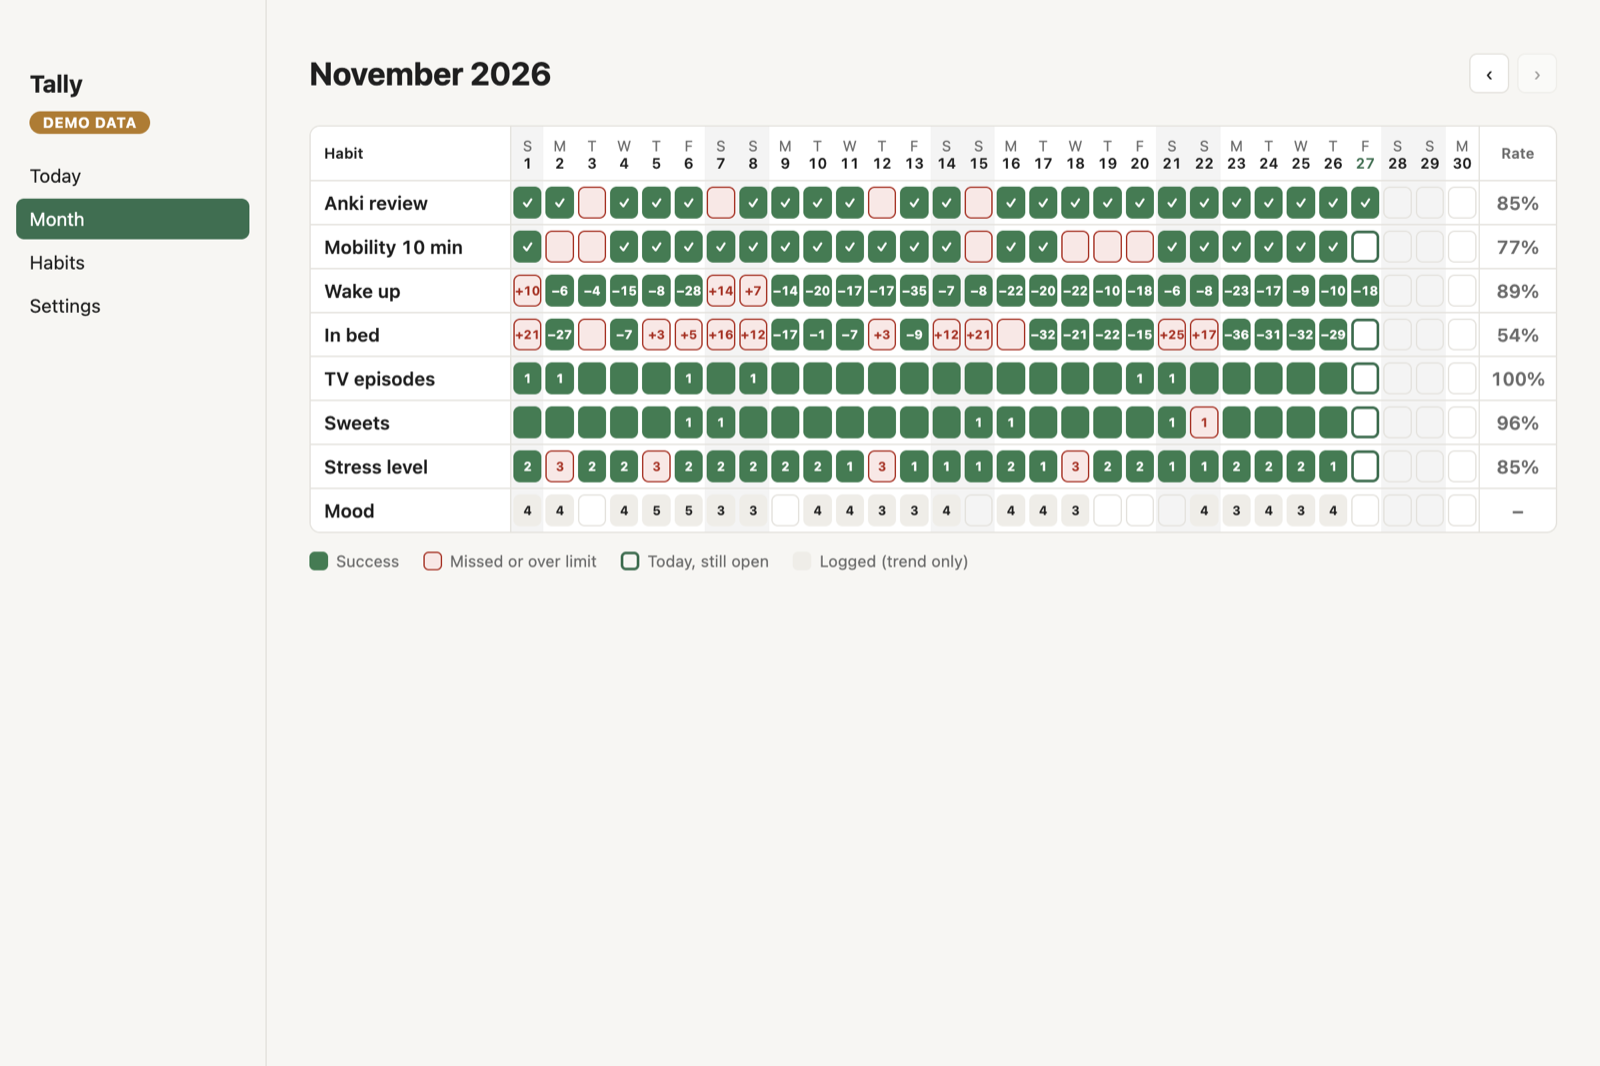 Tally
DEMO DATA
Today
Month
Habits
Settings
November 2026
‹ ›
Habit S M T W T F S S M T W T F S S M T W T F S S M T W T F S S M Rate
1 2 3 4 5 6 7 8 9 10 11 12 13 14 15 16 17 18 19 20 21 22 23 24 25 26 27 28 29 30
Anki review ✓ ✓ ✓ ✓ ✓ ✓ ✓ ✓ ✓ ✓ ✓ ✓ ✓ ✓ ✓ ✓ ✓ ✓ ✓ ✓ ✓ ✓ ✓ 85%
Mobility 10 min ✓ ✓ ✓ ✓ ✓ ✓ ✓ ✓ ✓ ✓ ✓ ✓ ✓ ✓ ✓ ✓ ✓ ✓ ✓ ✓ 77%
Wake up +10 −6 −4 −15 −8 −28 +14 +7 −14 −20 −17 −17 −35 −7 −8 −22 −20 −22 −10 −18 −6 −8 −23 −17 −9 −10 −18 89%
In bed +21 −27 −7 +3 +5 +16 +12 −17 −1 −7 +3 −9 +12 +21 −32 −21 −22 −15 +25 +17 −36 −31 −32 −29 54%
TV episodes 1 1 1 1 1 1 100%
Sweets 1 1 1 1 1 1 96%
Stress level 2 3 2 2 3 2 2 2 2 2 1 3 1 1 1 2 1 3 2 2 1 1 2 2 2 1 85%
Mood 4 4 4 5 5 3 3 4 4 3 3 4 4 4 3 4 3 4 3 4 –
Success Missed or over limit Today, still open Logged (trend only)